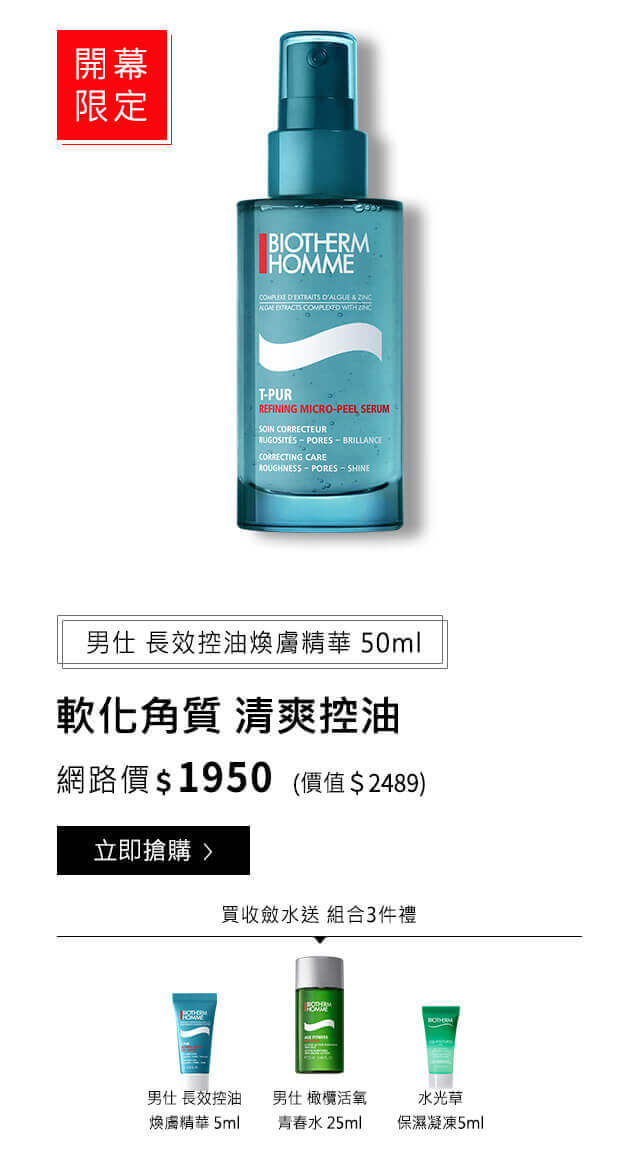 開幕
限定
BIOTHERM
HOMME
COMPLEXE D'EXTRAITS D'ALGUE & ZINC
ALGAE EXTRACTS COMPLEXED WITH ZINC
T-PUR
REFINING MICRO-PEEL SERUM
SOIN CORRECTEUR
RUGOSITÉS – PORES – BRILLANCE
CORRECTING CARE
ROUGHNESS – PORES – SHINE
男仕 長效控油煥膚精華 50ml
軟化角質 清爽控油
網路價$1950 (價值$2489)
立即搶購 >
買收斂水送 組合3件禮
BIOTHERM
HOMME
BIOTHERM
HOMME
AGE FITNESS
BIOTHERM
男仕 長效控油
煥膚精華 5ml
男仕 橄欖活氧
青春水 25ml
水光草
保濕凝凍5ml